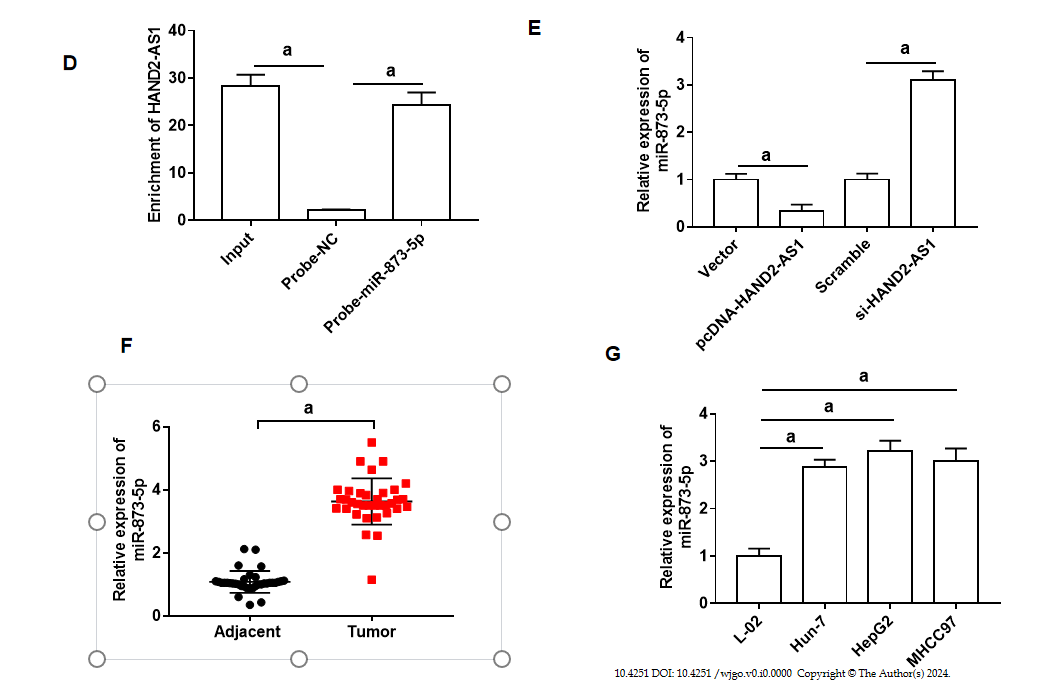 D
Enrichment of HAND2-AS1
40
30
20
10
0
a
a
Input
Probe-NC
Probe-miR-873-5p
E
Relative expression of
miR-873-5p
4
3
2
1
0
a
a
Vector
pcDNA-HAND2-AS1
Scramble
si-HAND2-AS1
F
Relative expression of
miR-873-5p
6
4
2
0
a
Adjacent
Tumor
G
Relative expression of
miR-873-5p
4
3
2
1
0
a
a
a
L-02
Hun-7
HepG2
MHCC97
10.4251 DOI: 10.4251 /wjgo.v0.i0.0000 Copyright © The Author(s) 2024.